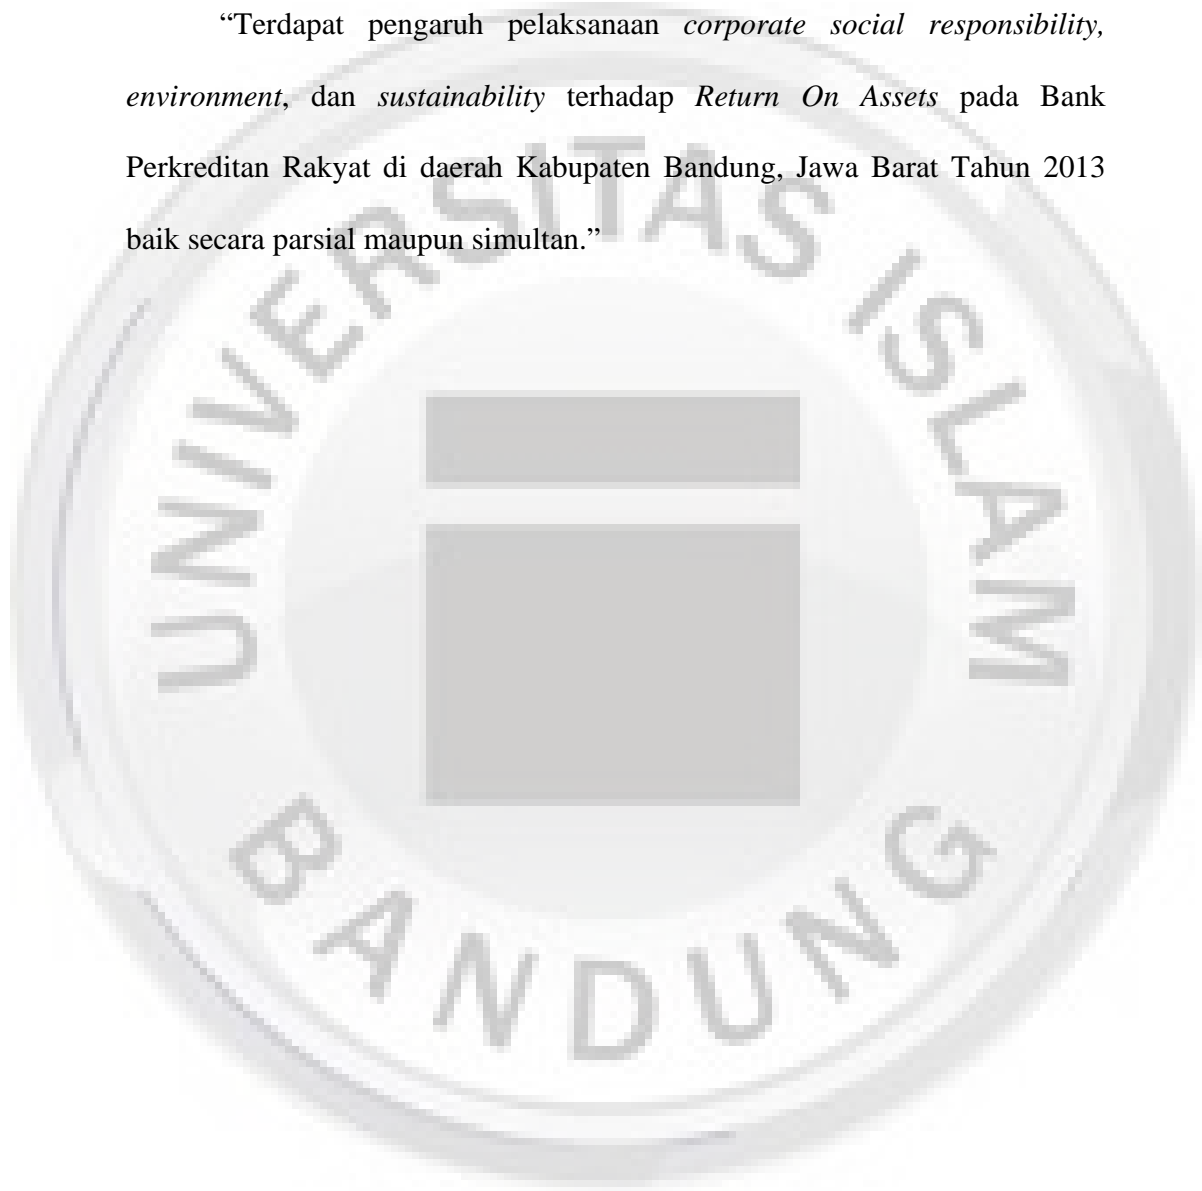 “Terdapat pengaruh pelaksanaan corporate social responsibility,
environment, dan sustainability terhadap Return On Assets pada Bank
Perkreditan Rakyat di daerah Kabupaten Bandung, Jawa Barat Tahun 2013
baik secara parsial maupun simultan.”
UNIVERSITAS ISLAM
BANDUNG